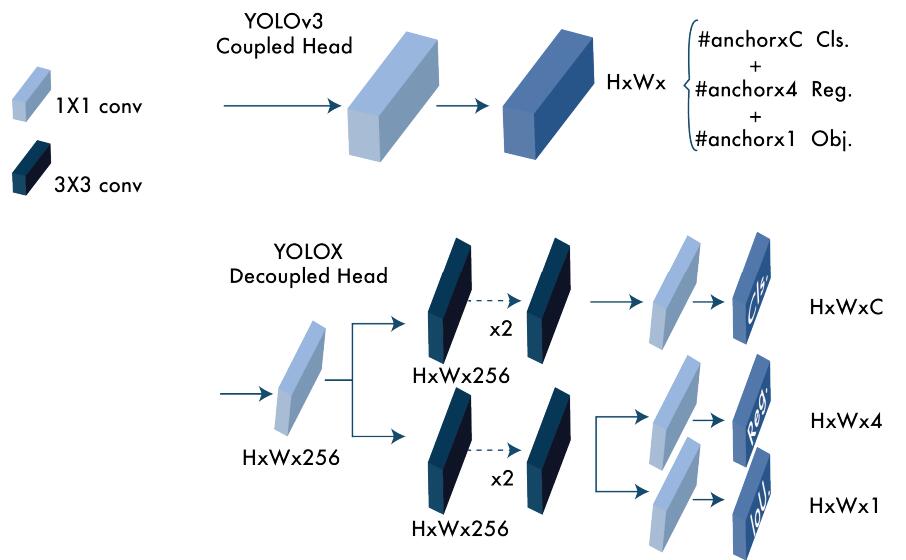 YOLOv3
Coupled Head
1X1 conv
3X3 conv
HxWx
#anchorxC Cls.
+
#anchorx4 Reg.
+
#anchorx1 Obj.
YOLOX
Decoupled Head
HxWx256
x2
HxWx256
Cls.
HxWxC
x2
HxWx256
Reg.
HxWx4
IoU.
HxWx1